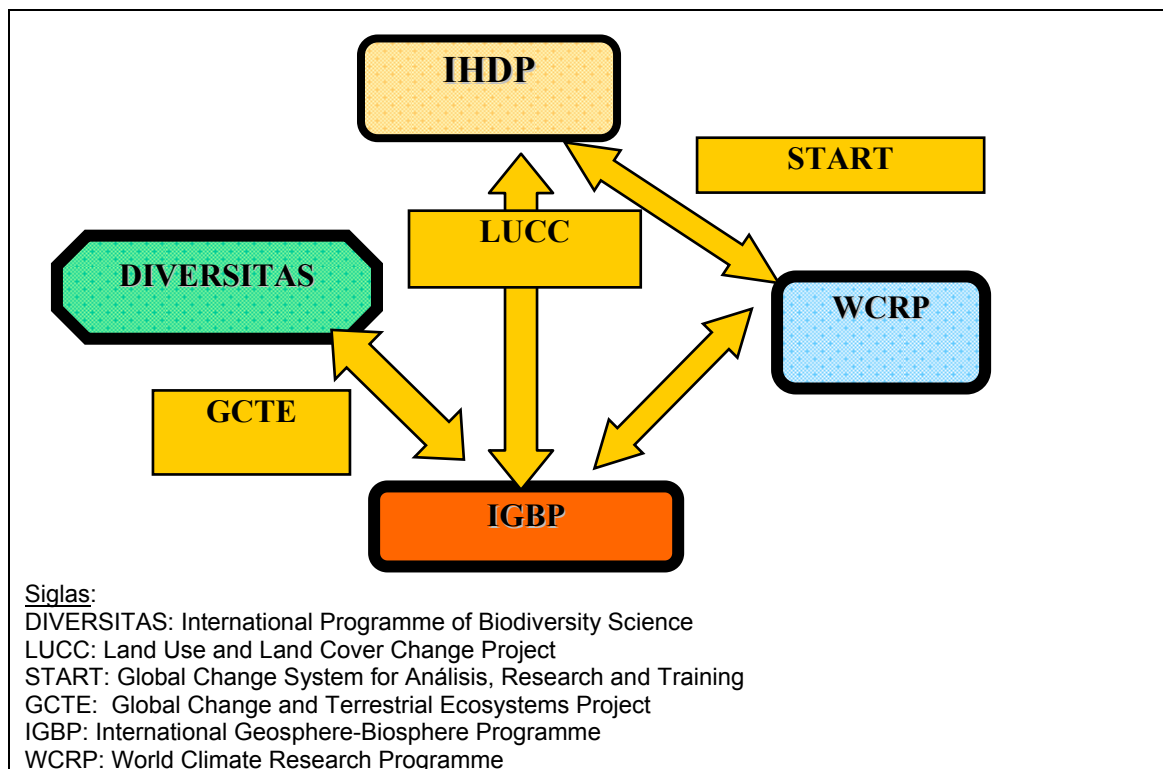 IHDP
START
LUCC
DIVERSITAS
WCRP
GCTE
IGBP
Siglas:
DIVERSITAS: International Programme of Biodiversity Science
LUCC: Land Use and Land Cover Change Project
START: Global Change System for Análisis, Research and Training
GCTE:  Global Change and Terrestrial Ecosystems Project
IGBP: International Geosphere-Biosphere Programme
WCRP: World Climate Research Programme